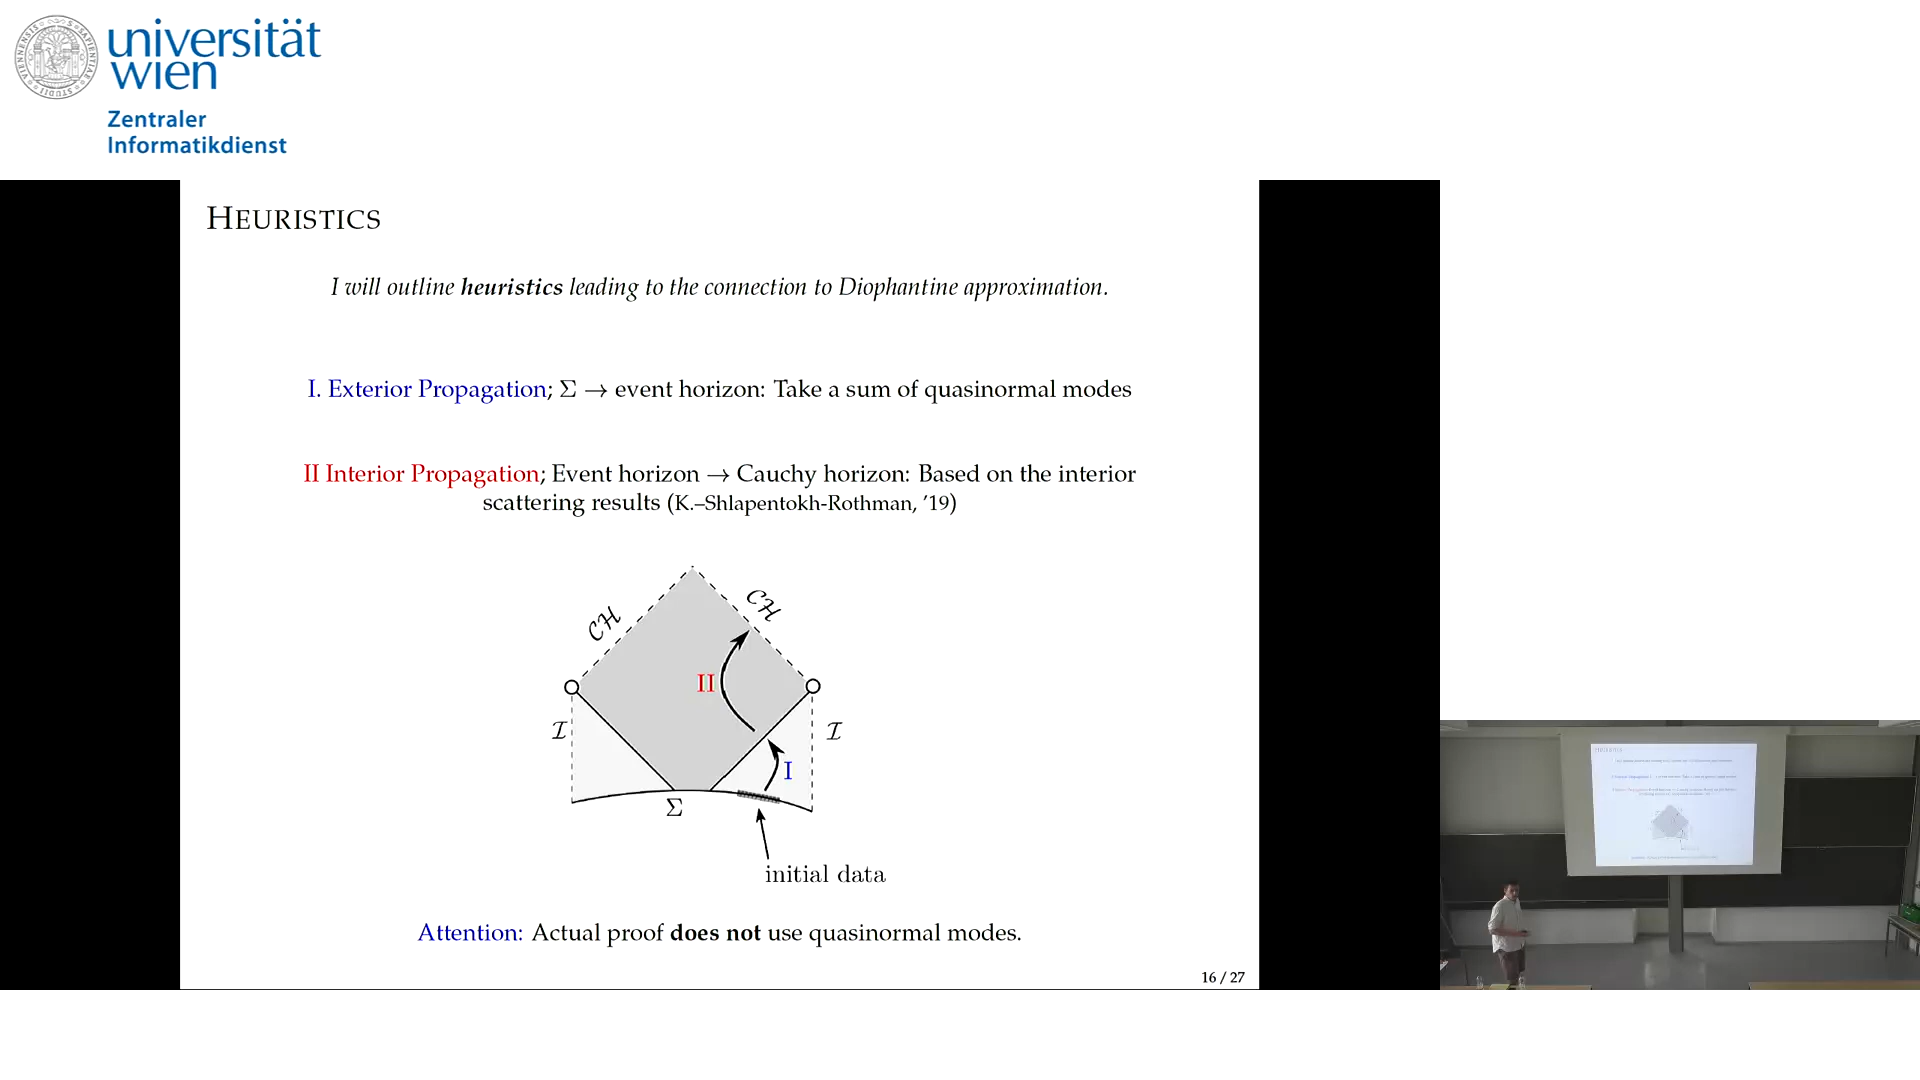 universität
wien
Zentraler
Informatikdienst
HEURISTICS
I will outline heuristics leading to the connection to Diophantine approximation.
I. Exterior Propagation; Σ → event horizon: Take a sum of quasinormal modes
II Interior Propagation; Event horizon → Cauchy horizon: Based on the interior
scattering results (K.–Shlapentokh-Rothman, ’19)
CH CH
II
I I
I
Σ
initial data
Attention: Actual proof does not use quasinormal modes.
16 / 27